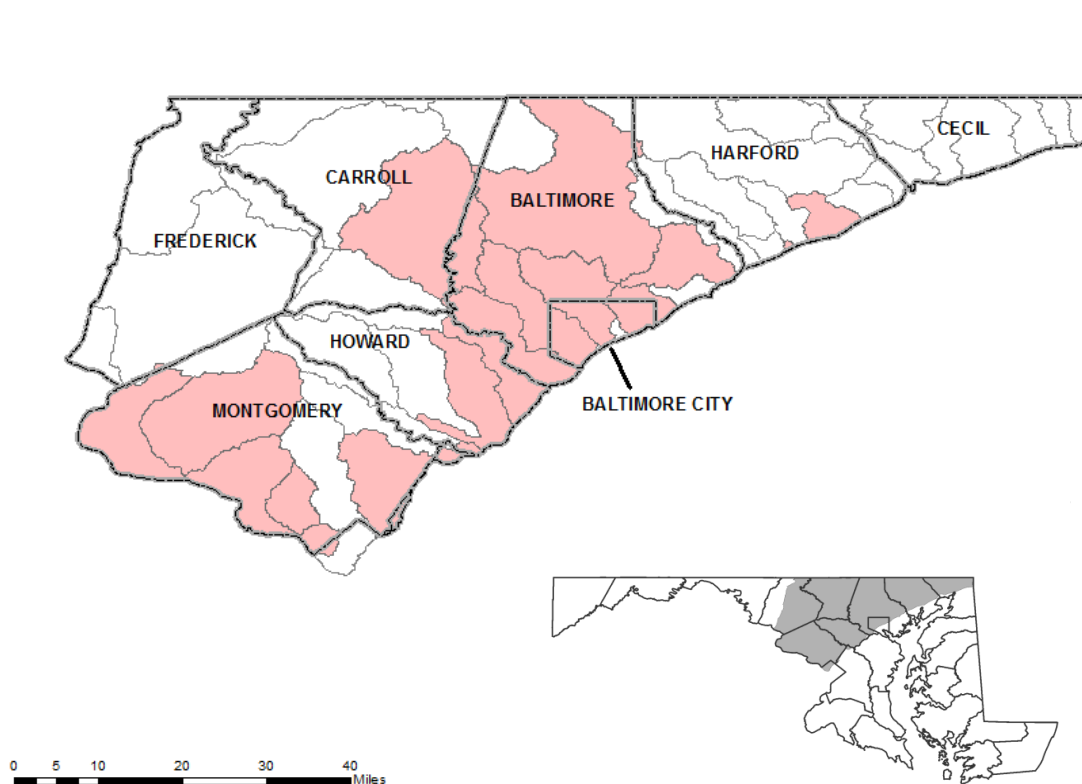 CECIL
HARFORD
CARROLL
BALTIMORE
FREDERICK
HOWARD
MONTGOMERY
BALTIMORE CITY
0 5 10 20 30 40
Miles